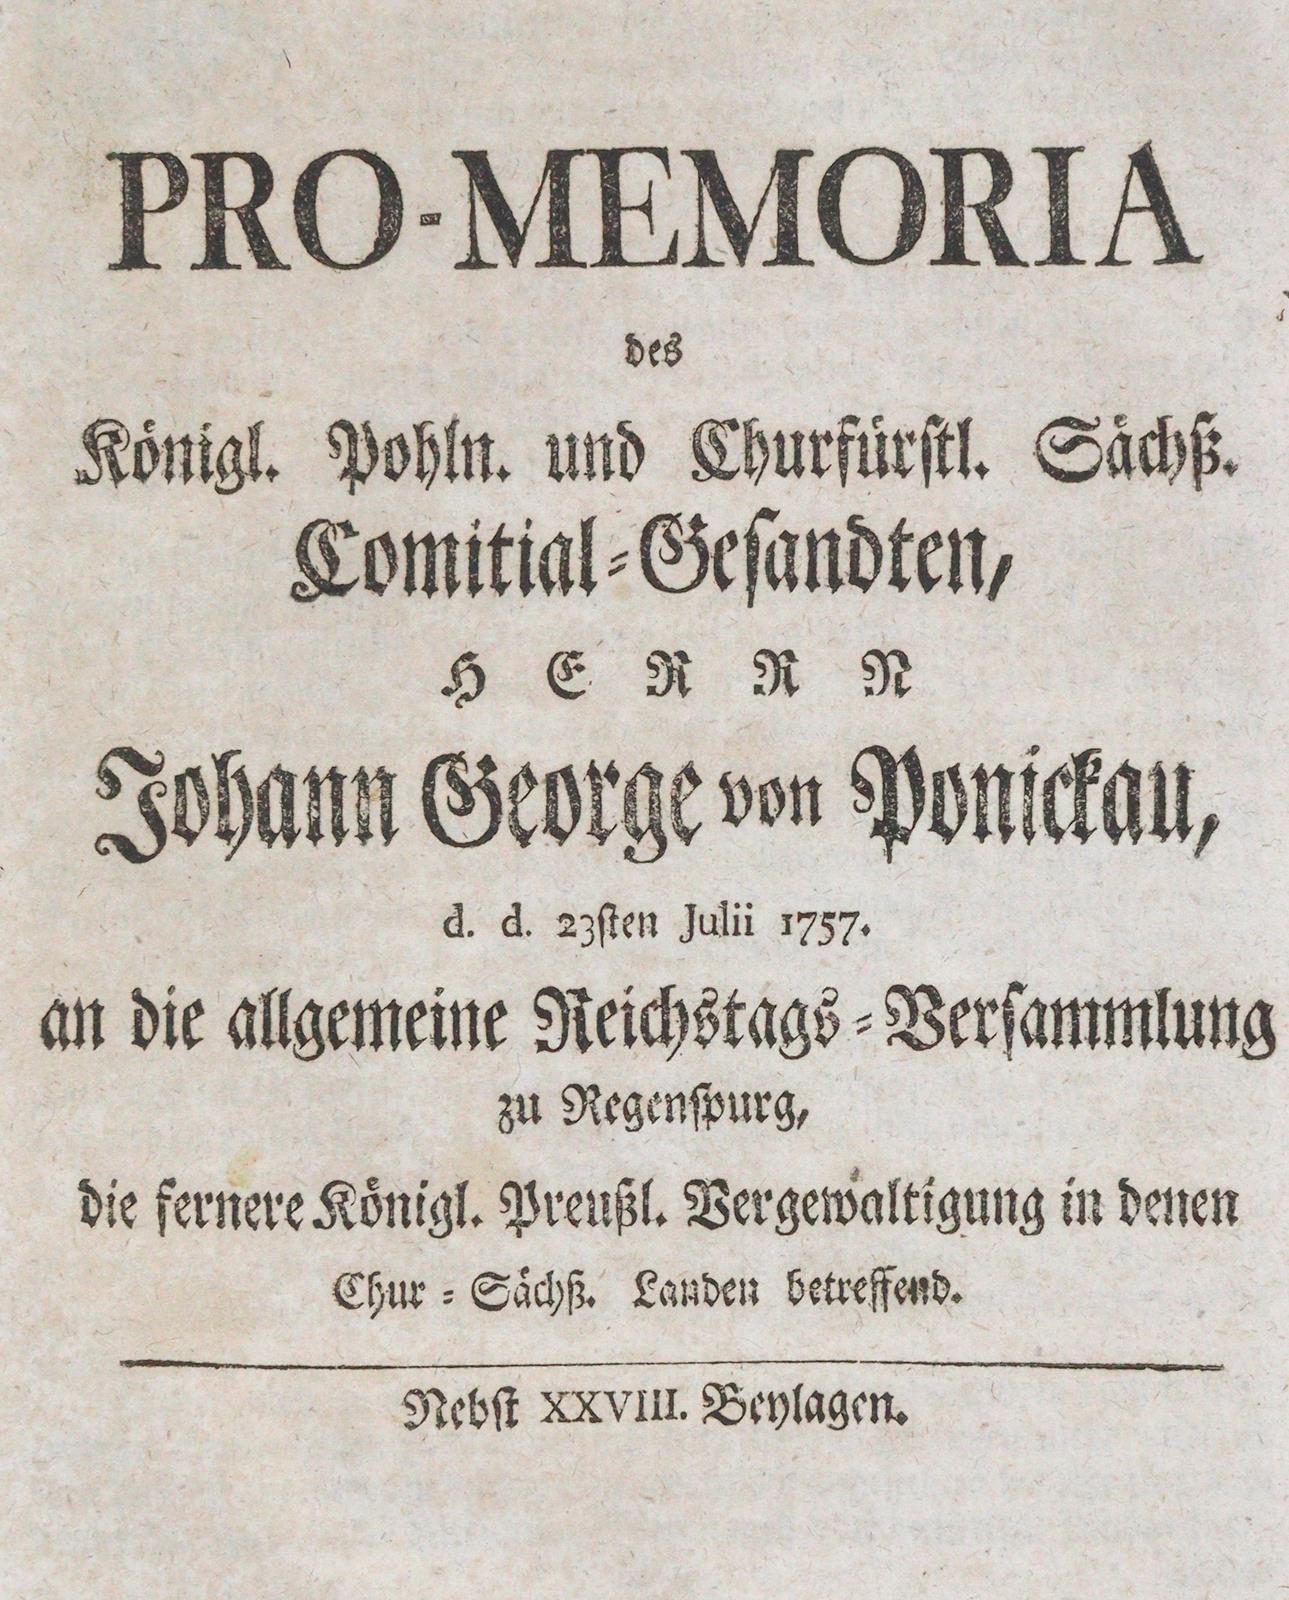 PRO-MEMORIA
des
Königl. Pohln. und Churfürstl. Sächß.
Comitial-Gesandten,
HERRN
Johann George von Ponickau,
d. d. 23sten Julii 1757.
an die allgemeine Reichstags-Versammlung
zu Regenspurg,
die fernere Königl. Preußl. Vergewaltigung in denen
Chur-Sächß. Landen betreffend.
Nebst XXVIII. Beylagen.